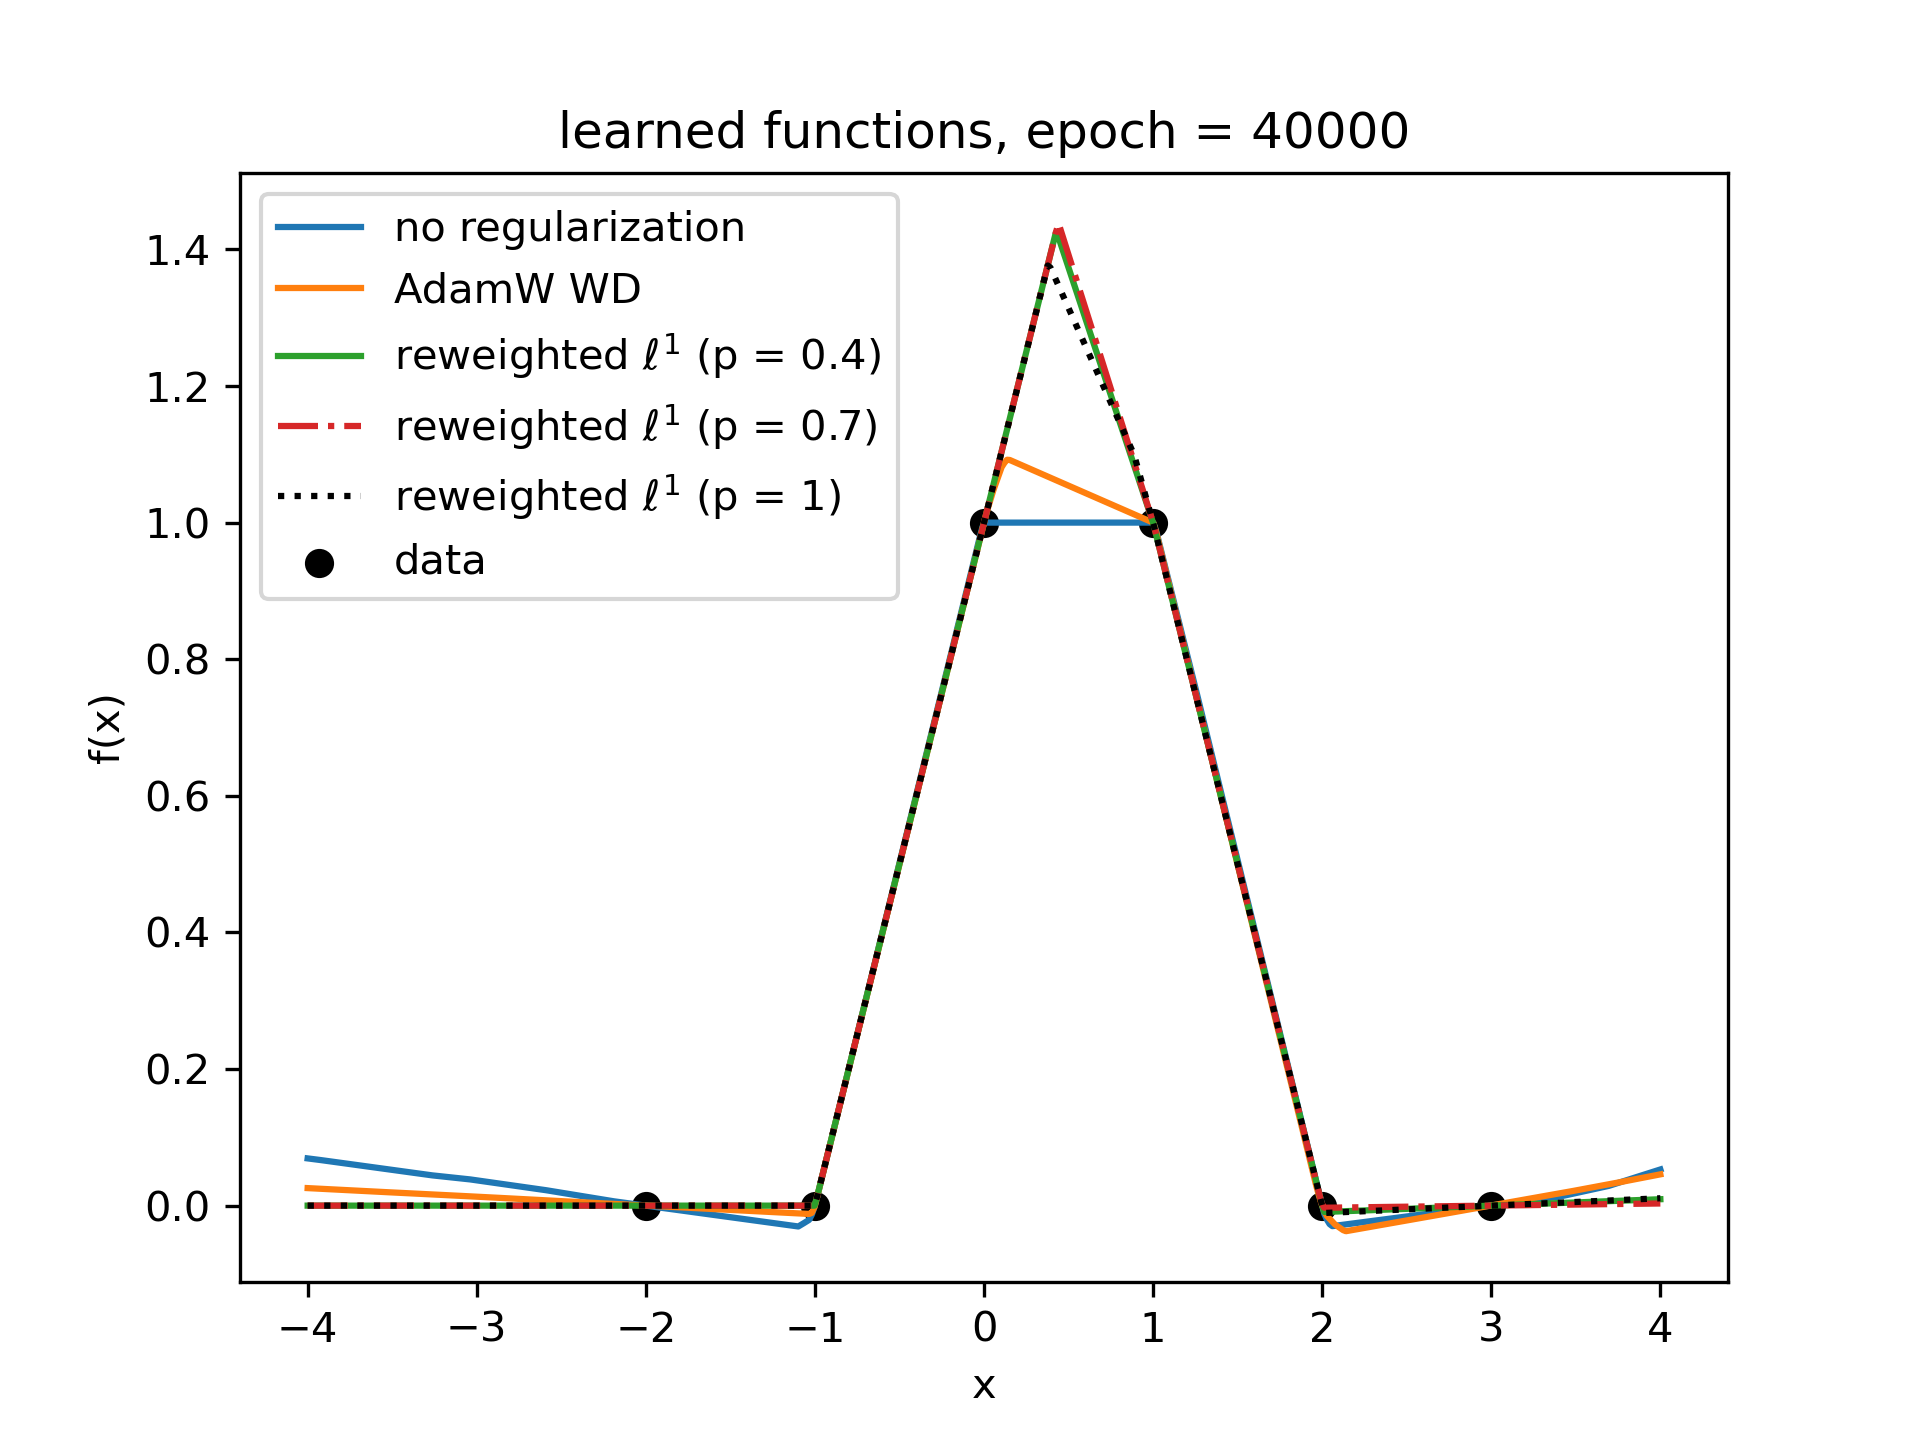 learned functions, epoch = 40000
no regularization
AdamW WD
reweighted ℓ¹ (p = 0.4)
reweighted ℓ¹ (p = 0.7)
reweighted ℓ¹ (p = 1)
data
1.4
1.2
1.0
0.8
0.6
0.4
0.2
0.0
f(x)
−4 −3 −2 −1 0 1 2 3 4
x